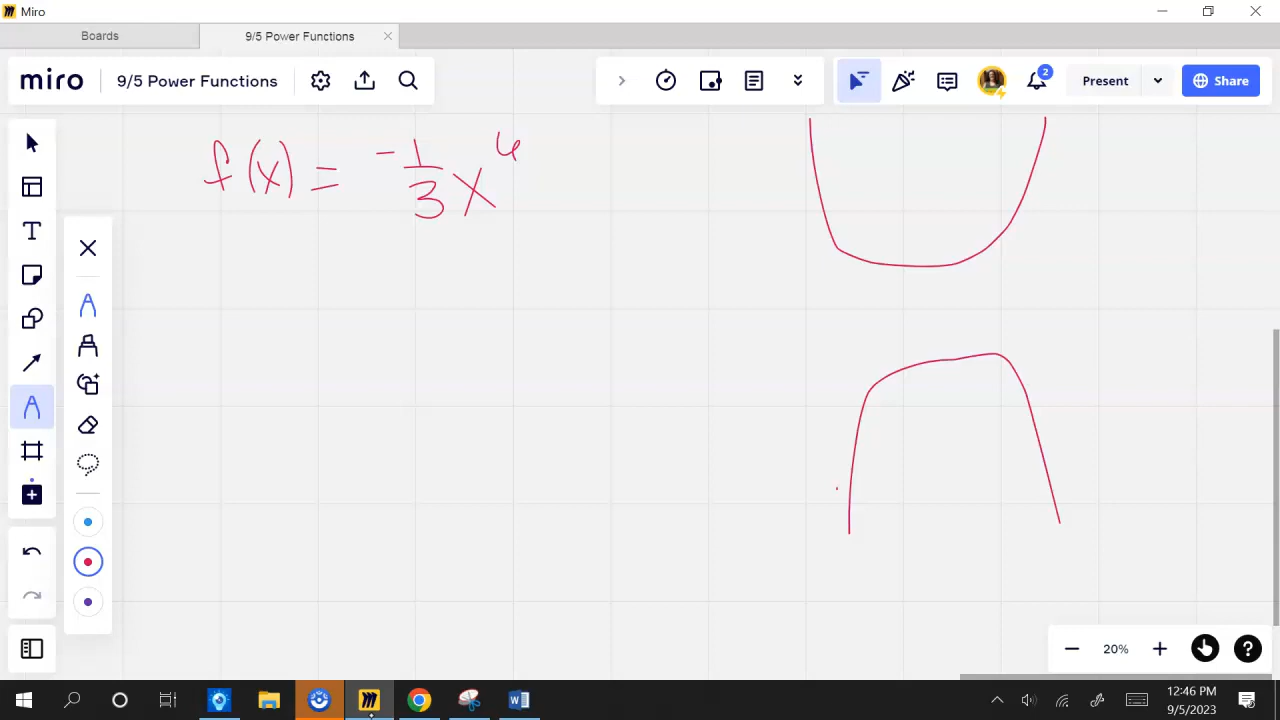 Miro
Boards
9/5 Power Functions
miro
9/5 Power Functions
2
Present
Share
f(x) = -1/3 x
20%
12:46 PM
9/5/2023